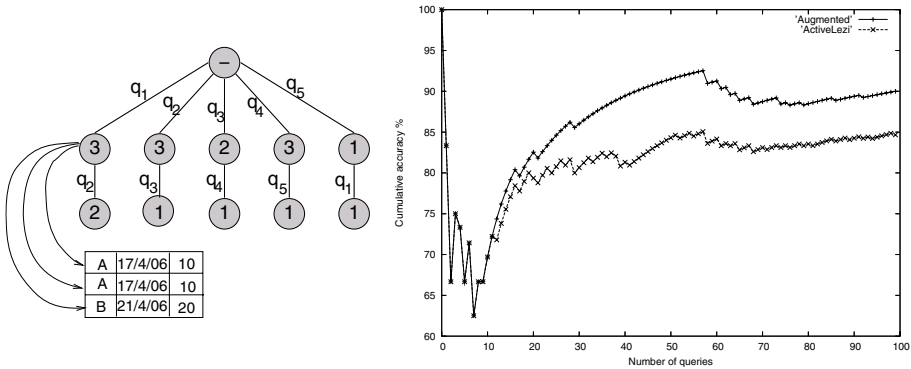 –
q1
q2
q3
q4
q5
3 3 2 3 1
q2 q3 q4 q5 q1
2 1 1 1 1
A 17/4/06 10
A 17/4/06 10
B 21/4/06 20
Cumulative accuracy %
100
95
90
85
80
75
70
65
60
'Augmented'
'ActiveLezi'
0 10 20 30 40 50 60 70 80 90 100
Number of queries